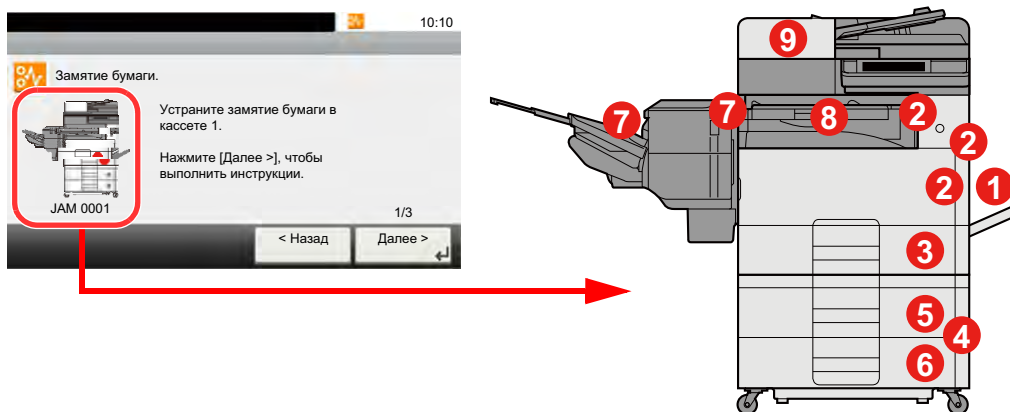 10:10
Замятие бумаги.
Устраните замятие бумаги в
кассете 1.
Нажмите [Далее >], чтобы
выполнить инструкции.
JAM 0001
1/3
< Назад
Далее >
9
7
7
8
2
2
2
1
3
5
4
6